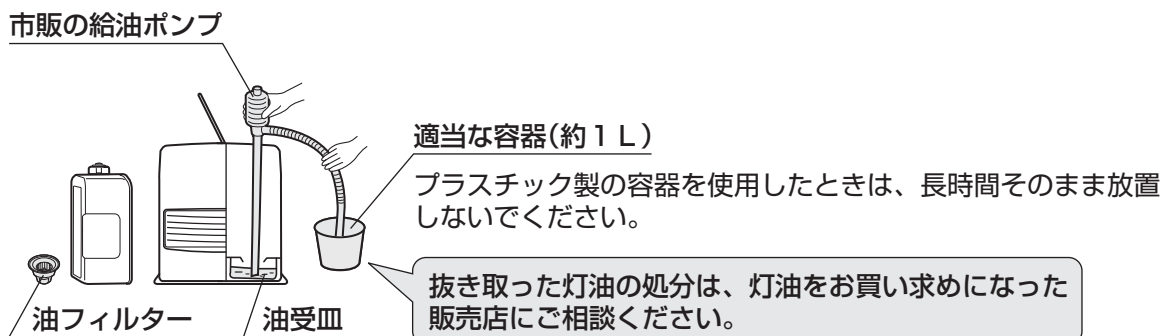 市販の給油ポンプ
適当な容器(約1L)
プラスチック製の容器を使用したときは、長時間そのまま放置
しないでください。
抜き取った灯油の処分は、灯油をお買い求めになった
販売店にご相談ください。
油フィルター
油受皿